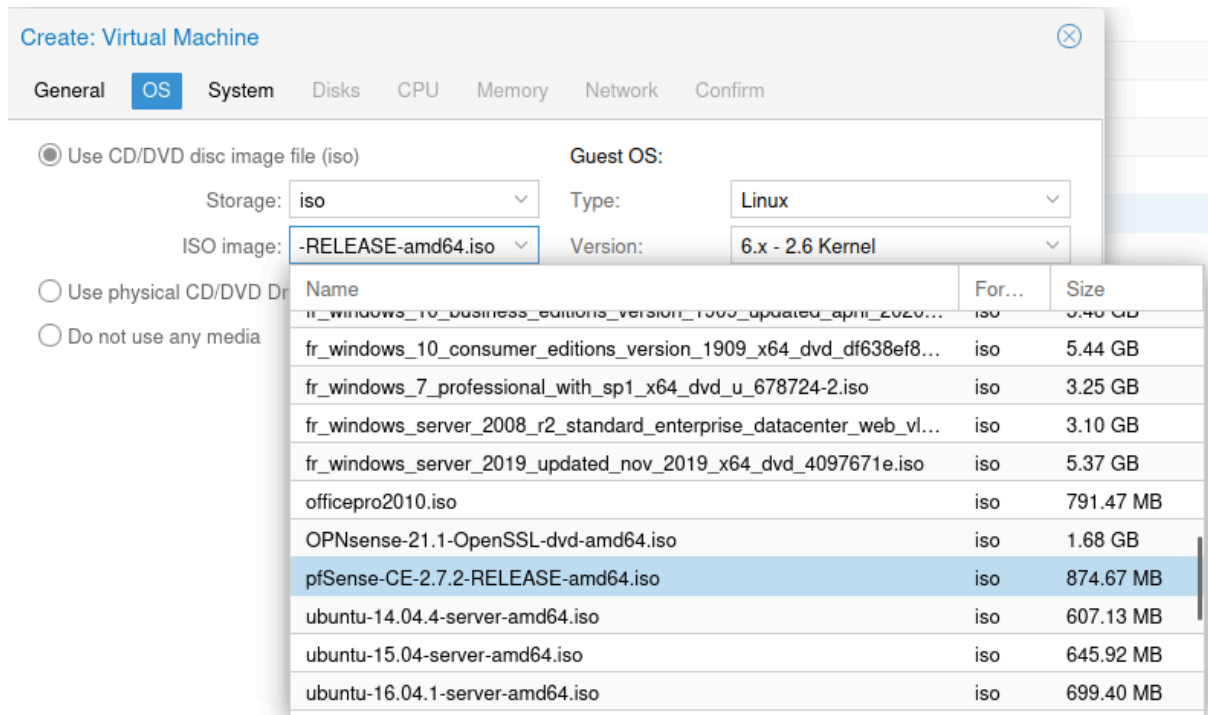 Create: Virtual Machine
General OS System Disks CPU Memory Network Confirm
Use CD/DVD disc image file (iso) Guest OS:
Storage: iso Type: Linux
ISO image: -RELEASE-amd64.iso Version: 6.x - 2.6 Kernel
Use physical CD/DVD Dr
Do not use any media
Name For... Size
fr_windows_10_business_editions_version_1909_updated_april_2020... iso 5.48 GB
fr_windows_10_consumer_editions_version_1909_x64_dvd_df638ef8... iso 5.44 GB
fr_windows_7_professional_with_sp1_x64_dvd_u_678724-2.iso iso 3.25 GB
fr_windows_server_2008_r2_standard_enterprise_datacenter_web_vl... iso 3.10 GB
fr_windows_server_2019_updated_nov_2019_x64_dvd_4097671e.iso iso 5.37 GB
officepro2010.iso iso 791.47 MB
OPNsense-21.1-OpenSSL-dvd-amd64.iso iso 1.68 GB
pfSense-CE-2.7.2-RELEASE-amd64.iso iso 874.67 MB
ubuntu-14.04.4-server-amd64.iso iso 607.13 MB
ubuntu-15.04-server-amd64.iso iso 645.92 MB
ubuntu-16.04.1-server-amd64.iso iso 699.40 MB